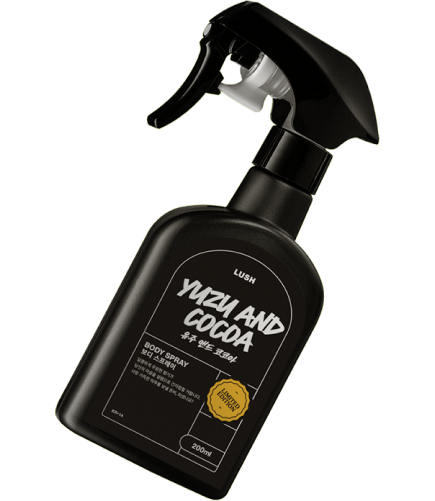 LUSH
YUZU AND
COCOA
유주 앤드 코코아
BODY SPRAY
보디 스프레이
LIMITED
EDITION
200ml